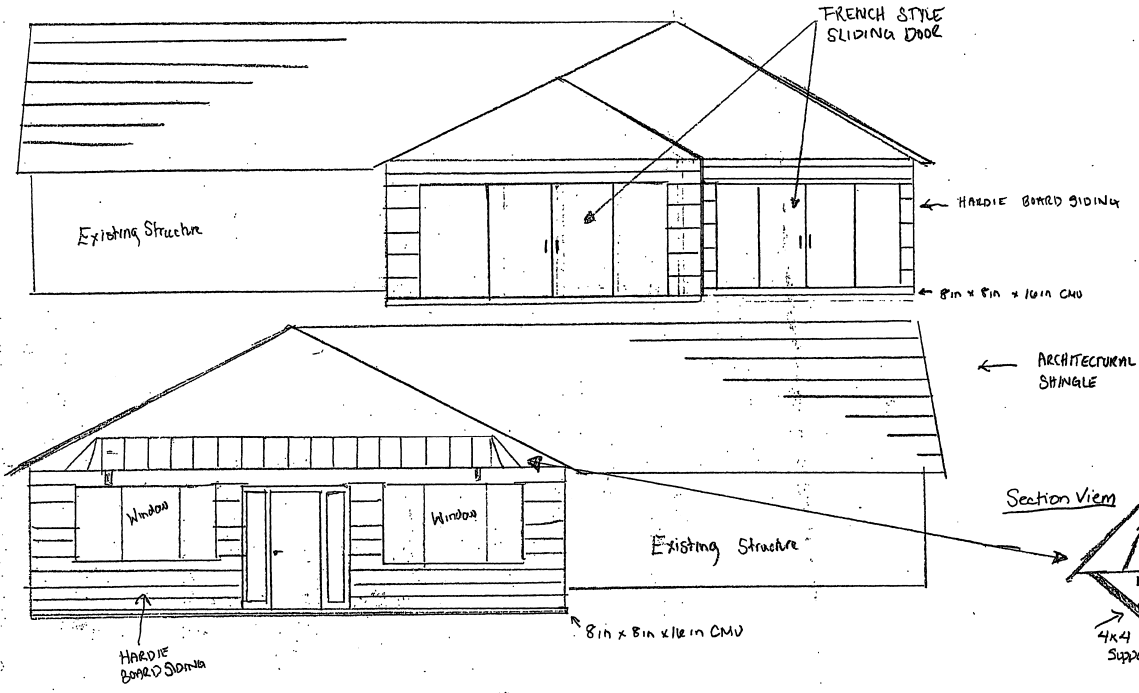 FRENCH STYLE
SLIDING DOOR
Existing Structure
HARDIE BOARD SIDING
8in x 8in x 16in CMU
ARCHITECTURAL
SHINGLE
Window
Window
Existing Structure
Section View
HARDIE
BOARD SIDING
8in x 8in x 16in CMU
4x4